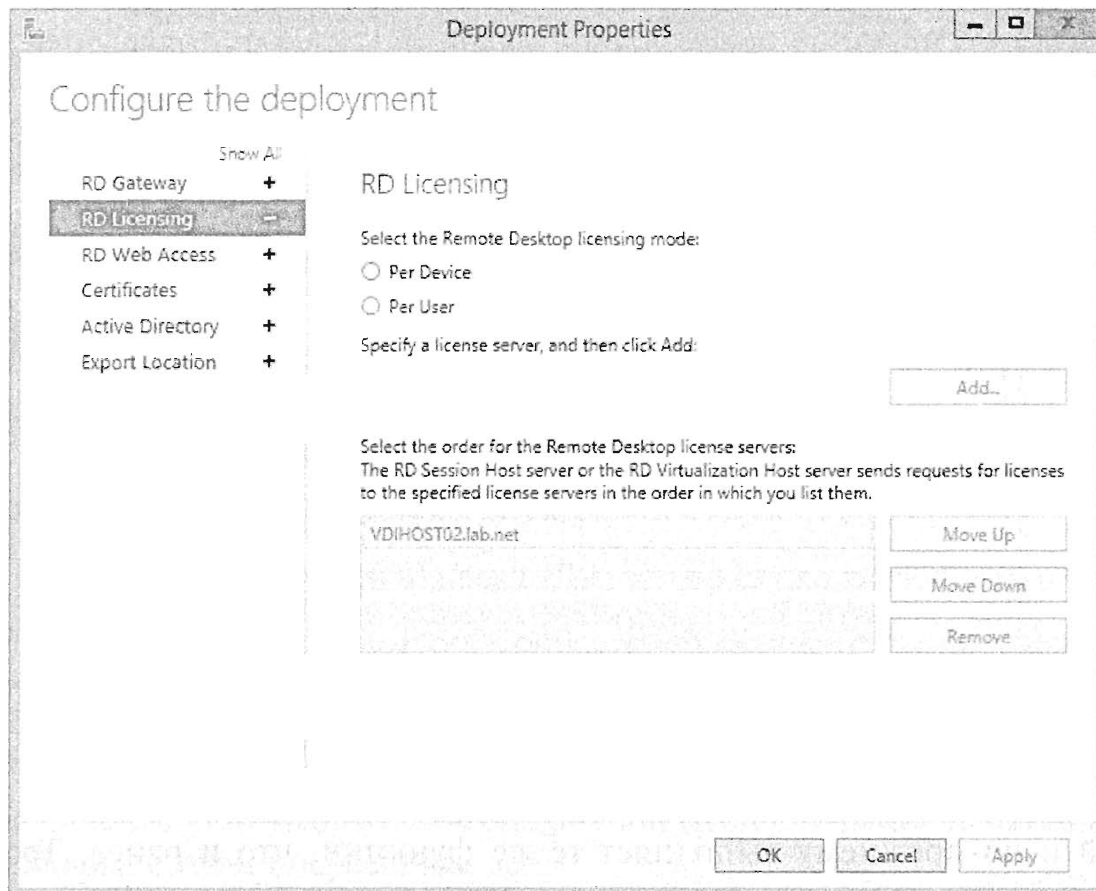 Deployment Properties
Configure the deployment
Show All
RD Gateway
RD Licensing
RD Web Access
Certificates
Active Directory
Export Location
RD Licensing
Select the Remote Desktop licensing mode:
Per Device
Per User
Specify a license server, and then click Add:
Add...
Select the order for the Remote Desktop license servers:
The RD Session Host server or the RD Virtualization Host server sends requests for licenses
to the specified license servers in the order in which you list them.
VDIHOST02.lab.net
Move Up
Move Down
Remove
OK
Cancel
Apply